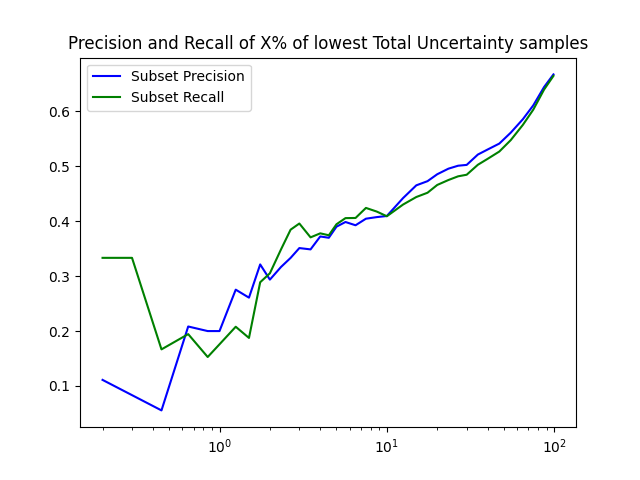 Precision and Recall of X% of lowest Total Uncertainty samples
Subset Precision
Subset Recall
0.6
0.5
0.4
0.3
0.2
0.1
10⁰ 10¹ 10²